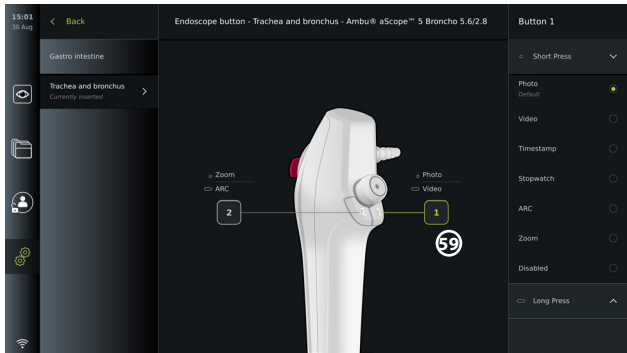 15:01
30 Aug
Back
Endoscope button - Trachea and bronchus - Ambu® aScope™ 5 Broncho 5.6/2.8
Button 1
Gastro intestine
Trachea and bronchus
Currently inserted
Zoom
ARC
2
Photo
Video
1
59
Short Press
Photo
Default
Video
Timestamp
Stopwatch
ARC
Zoom
Disabled
Long Press